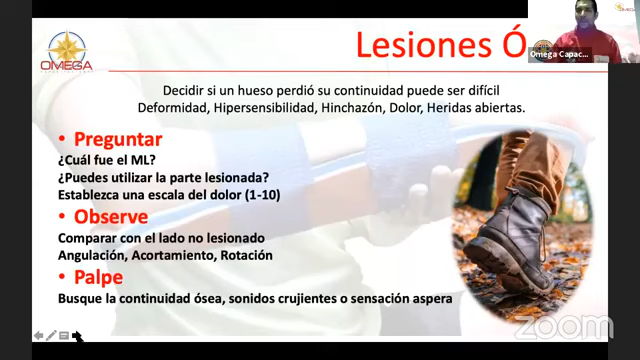 OMEGA
Lesiones Ó
Omega Capac...
Decidir si un hueso perdió su continuidad puede ser difícil
Deformidad, Hipersensibilidad, Hinchazón, Dolor, Heridas abiertas.
• Preguntar
¿Cuál fue el ML?
¿Puedes utilizar la parte lesionada?
Establezca una escala del dolor (1-10)
• Observe
Comparar con el lado no lesionado
Angulación, Acortamiento, Rotación
• Palpe
Busque la continuidad ósea, sonidos crujientes o sensación aspera
zoom